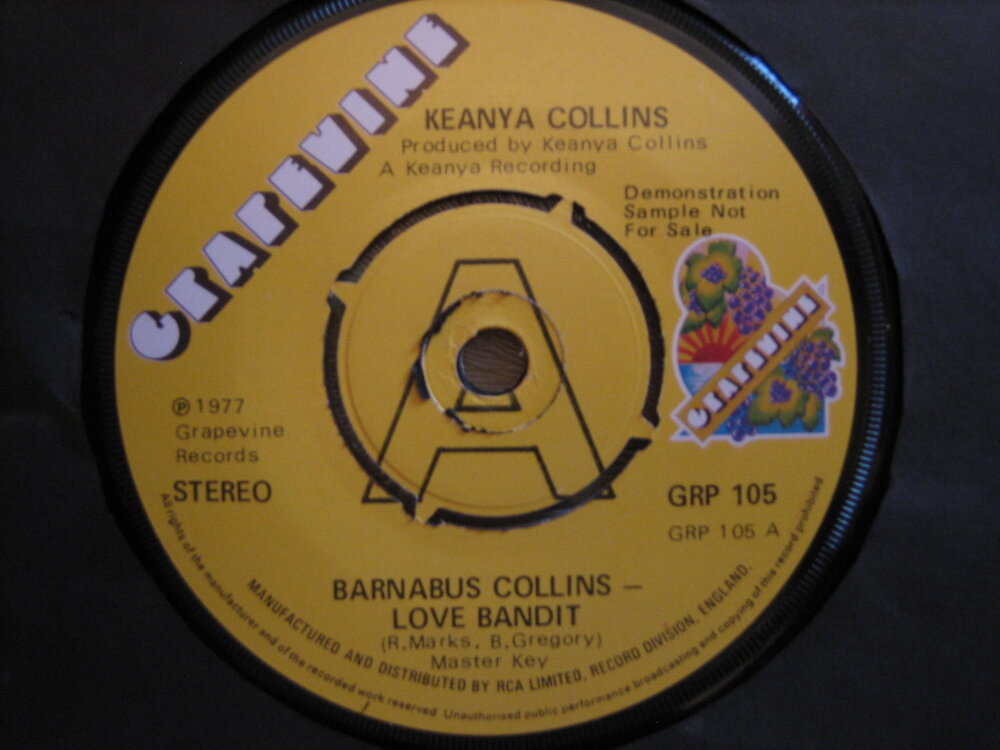 GRAPEVINE
KEANYA COLLINS
Produced by Keanya Collins
A Keanya Recording
Demonstration
Sample Not
For Sale
GRAPEVINE
A
℗ 1977
Grapevine
Records
STEREO
GRP 105
GRP 105 A
BARNABUS COLLINS –
LOVE BANDIT
(R.Marks, B.Gregory)
Master Key
MANUFACTURED AND DISTRIBUTED BY RCA LIMITED, RECORD DIVISION, ENGLAND.
All rights of the manufacturer and of the recorded work reserved Unauthorised public performance broadcasting and copying of this record prohibited